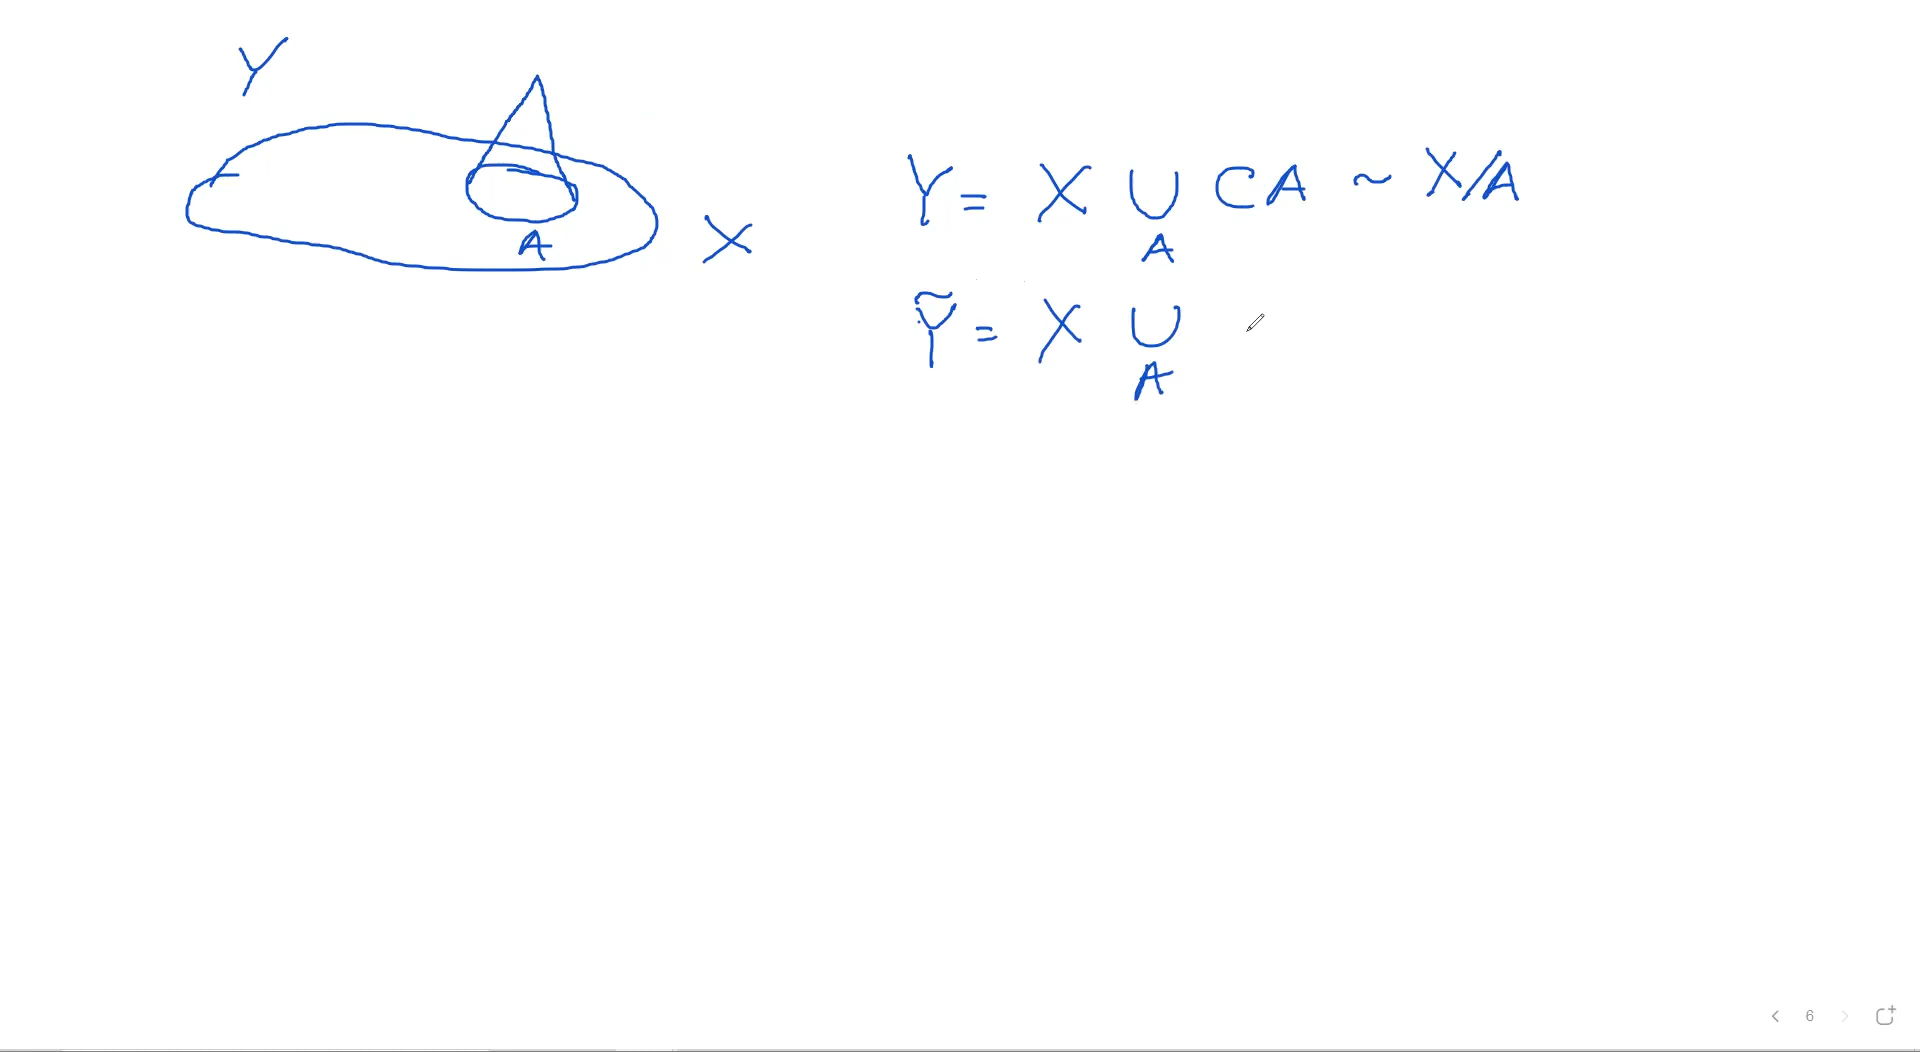 Y
A
X
Y = X ∪ CA ~ X/A
A
Ỹ = X ∪
A
6